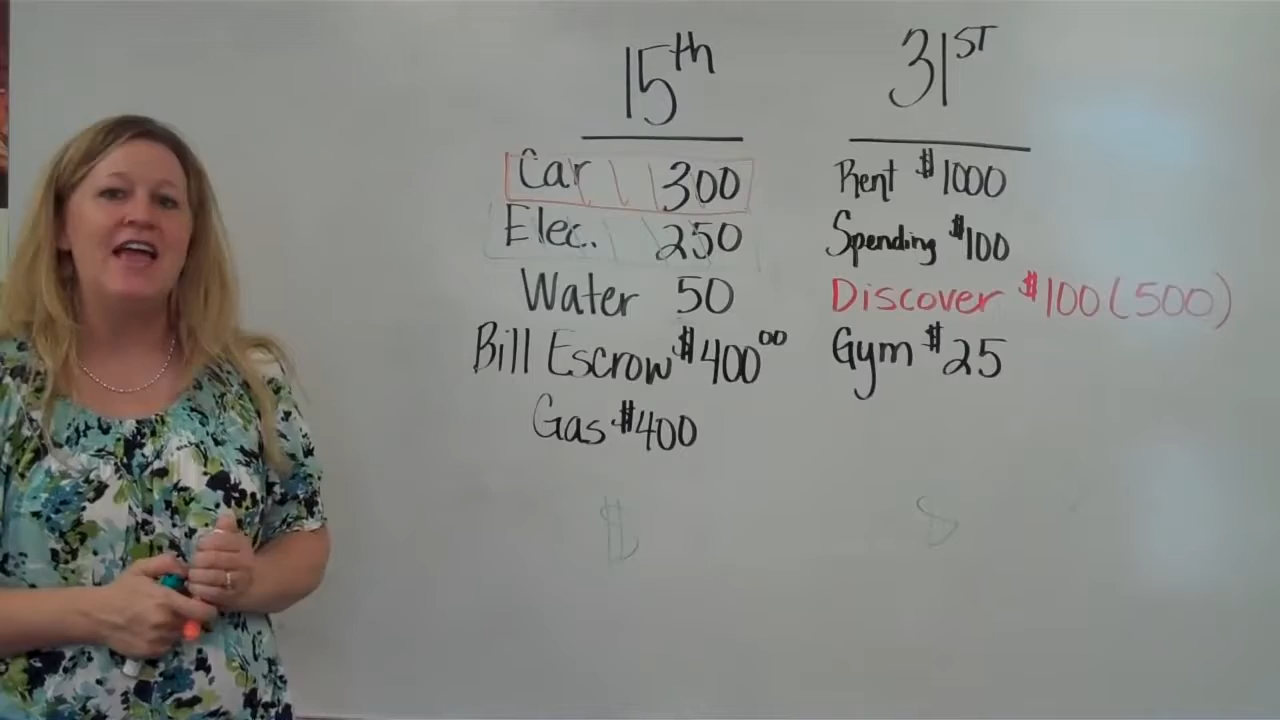 15th
Car 300
Elec. 250
Water 50
Bill Escrow $400 00
Gas $400
31ST
Rent $1000
Spending $100
Discover $100 (500)
Gym $25
$